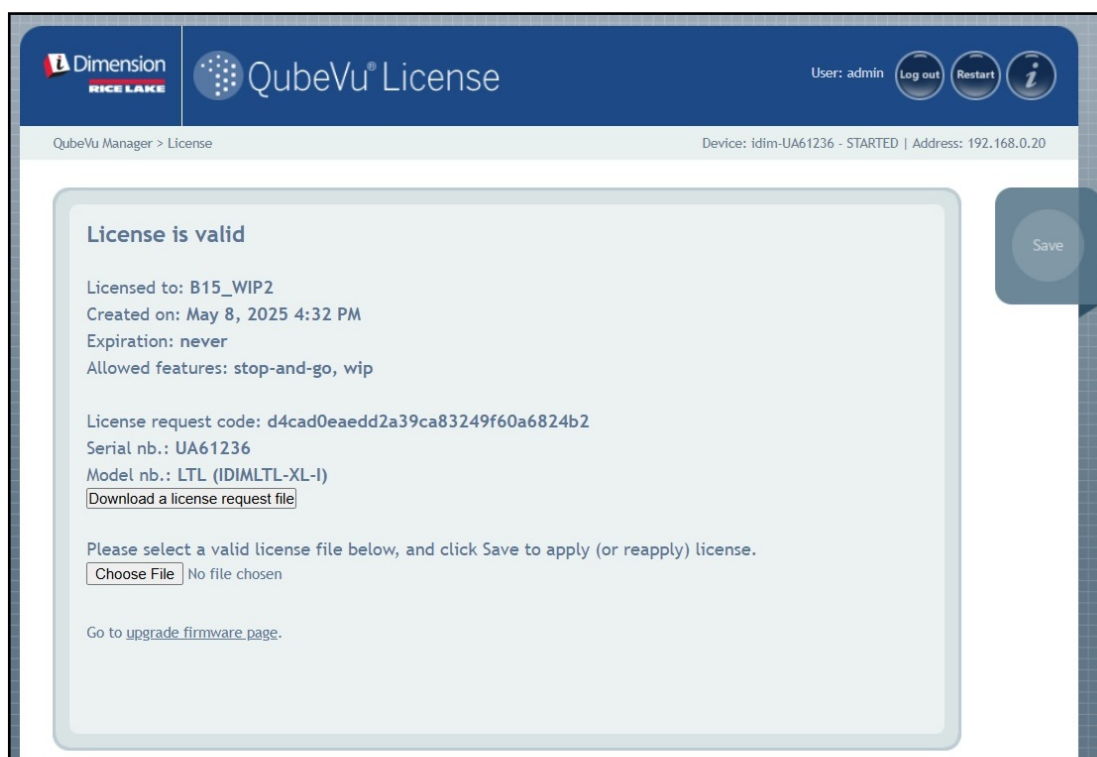 iDimension
RICE LAKE
QubeVu® License
User: admin
Log out
Restart
i
QubeVu Manager > License
Device: idim-UA61236 - STARTED | Address: 192.168.0.20
License is valid
Save
Licensed to: B15_WIP2
Created on: May 8, 2025 4:32 PM
Expiration: never
Allowed features: stop-and-go, wip
License request code: d4cad0eaedd2a39ca83249f60a6824b2
Serial nb.: UA61236
Model nb.: LTL (IDIMLTL-XL-I)
Download a license request file
Please select a valid license file below, and click Save to apply (or reapply) license.
Choose File No file chosen
Go to upgrade firmware page.